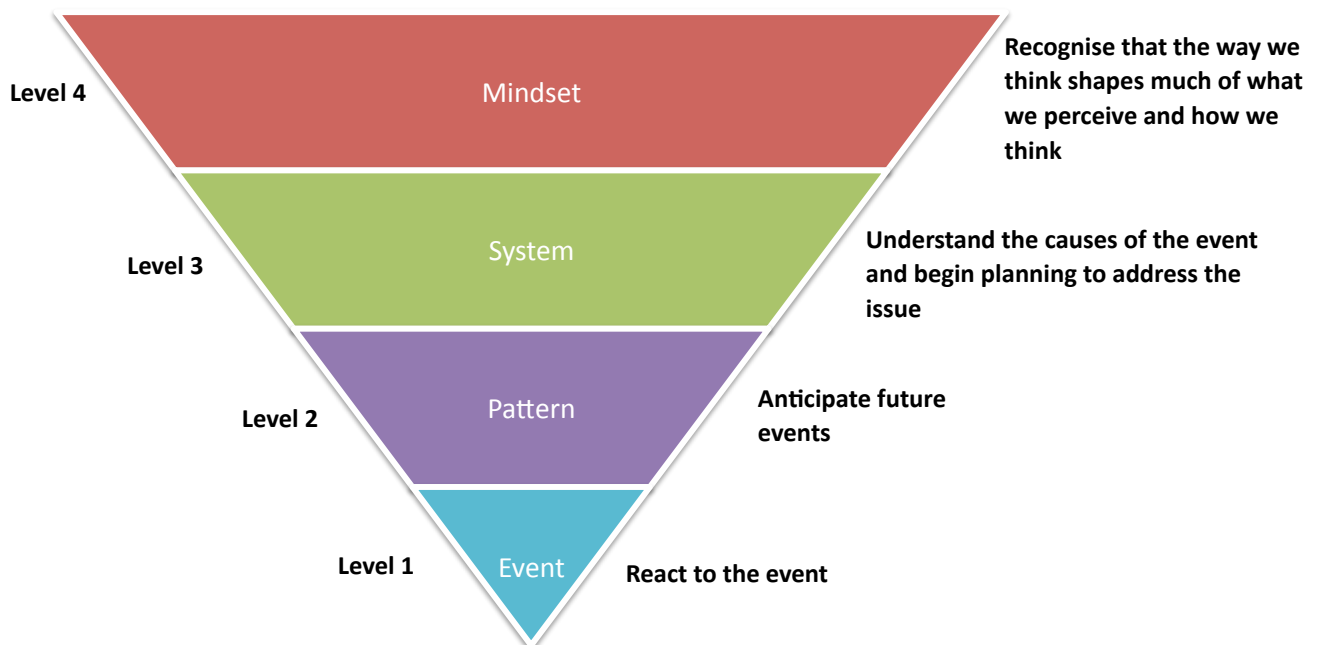 Level 4
Mindset
Recognise that the way we
think shapes much of what
we perceive and how we
think
Level 3
System
Understand the causes of the event
and begin planning to address the
issue
Level 2
Pattern
Anticipate future
events
Level 1
Event
React to the event